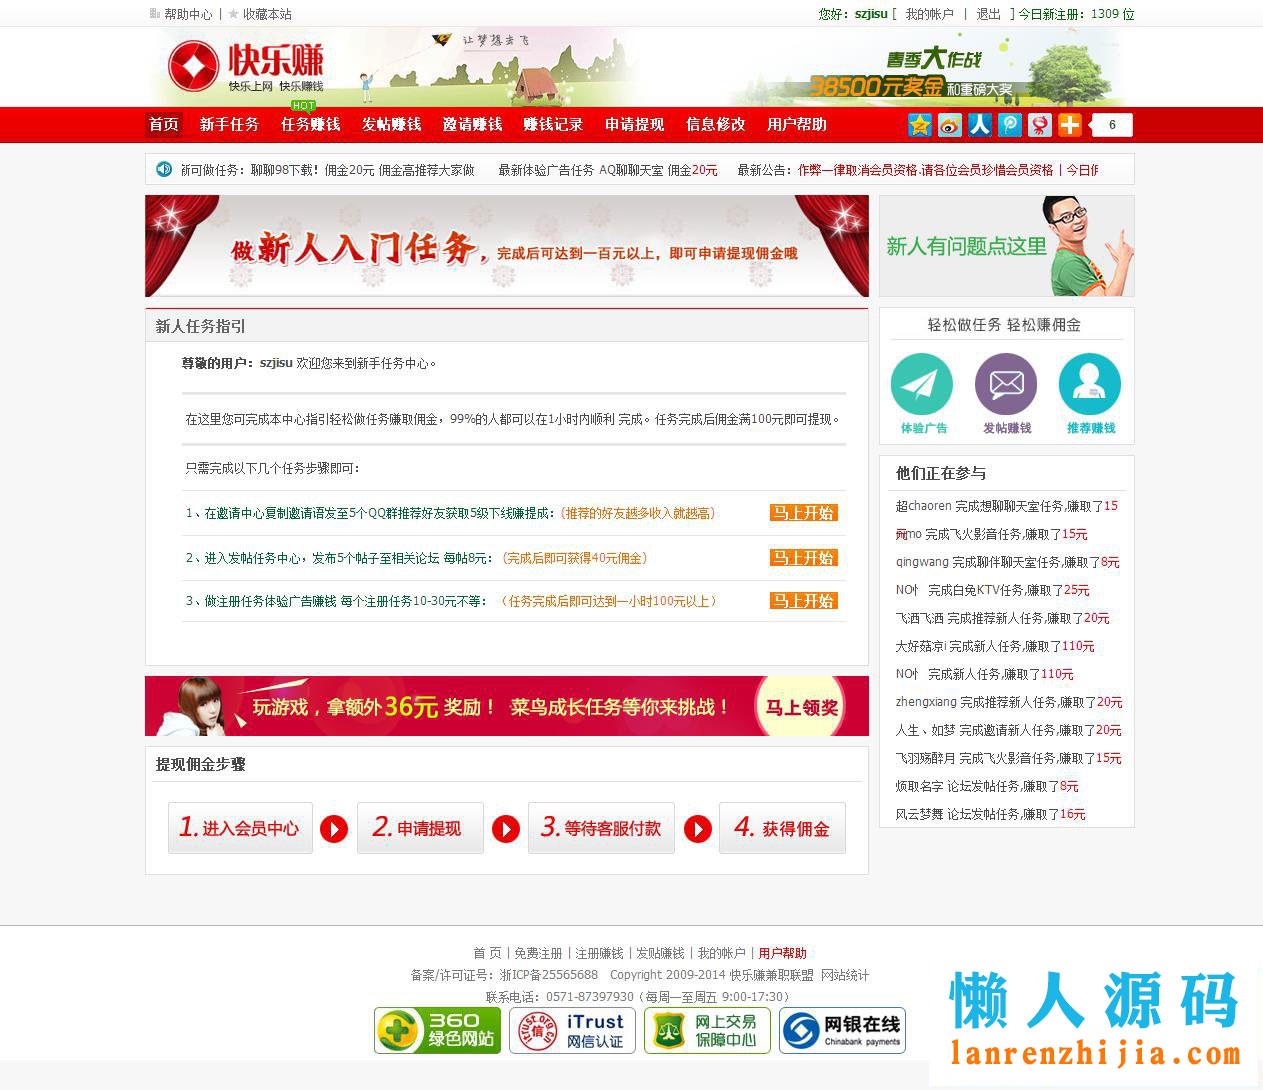 帮助中心 | 收藏本站
您好：szjisu [ 我的帐户 | 退出 ] 今日新注册：1309 位
快乐赚
快乐上网 快乐赚钱
让梦想去飞
春季大作战
38500元奖金和重磅大奖
HOT
首页 新手任务 任务赚钱 发帖赚钱 邀请赚钱 赚钱记录 申请提现 信息修改 用户帮助
6
新可做任务：聊聊98下载！佣金20元 佣金高推荐大家做 最新体验广告任务 AQ聊聊天室 佣金20元 最新公告：作弊一律取消会员资格.请各位会员珍惜会员资格 | 今日
做新人入门任务，完成后可达到一百元以上，即可申请提现佣金哦
新人有问题点这里
新人任务指引
尊敬的用户：szjisu 欢迎您来到新手任务中心。
在这里您可完成本中心指引轻松做任务赚取佣金，99%的人都可以在1小时内顺利 完成。任务完成后佣金满100元即可提现。
只需完成以下几个任务步骤即可：
1、在邀请中心复制邀请语发至5个QQ群推荐好友获取5级下线赚提成：（推荐的好友越多收入就越高） 马上开始
2、进入发帖任务中心，发布5个帖子至相关论坛 每帖8元：（完成后即可获得40元佣金） 马上开始
3、做注册任务体验广告赚钱 每个注册任务10-30元不等： （任务完成后即可达到一小时100元以上） 马上开始
轻松做任务 轻松赚佣金
体验广告 发帖赚钱 推荐赚钱
他们正在参与
超chaoren 完成想聊聊天室任务,赚取了15
元
mo 完成飞火影音任务,赚取了15元
qingwang 完成聊伴聊天室任务,赚取了8元
NO忄 完成白兔KTV任务,赚取了25元
飞洒飞洒 完成推荐新人任务,赚取了20元
大好菇凉i 完成新人任务,赚取了110元
NO忄 完成新人任务,赚取了110元
zhengxiang 完成推荐新人任务,赚取了20元
人生、如梦 完成邀请新人任务,赚取了20元
飞羽殇醉月 完成飞火影音任务,赚取了15元
烦取名字 论坛发帖任务,赚取了8元
风云梦舞 论坛发帖任务,赚取了16元
玩游戏，拿额外36元 奖励！ 菜鸟成长任务等你来挑战！ 马上领奖
提现佣金步骤
1.进入会员中心 2.申请提现 3.等待客服付款 4.获得佣金
首 页 | 免费注册 | 注册赚钱 | 发贴赚钱 | 我的帐户 | 用户帮助
备案/许可证号：浙ICP备25565688 Copyright 2009-2014 快乐赚兼职联盟 网站统计
联系电话：0571-87397930（每周一至周五 9:00-17:30）
360 绿色网站
iTrust 网信认证
网上交易 保障中心
网银在线 Chinabank payments
懒人源码
lanrenzhijia.com